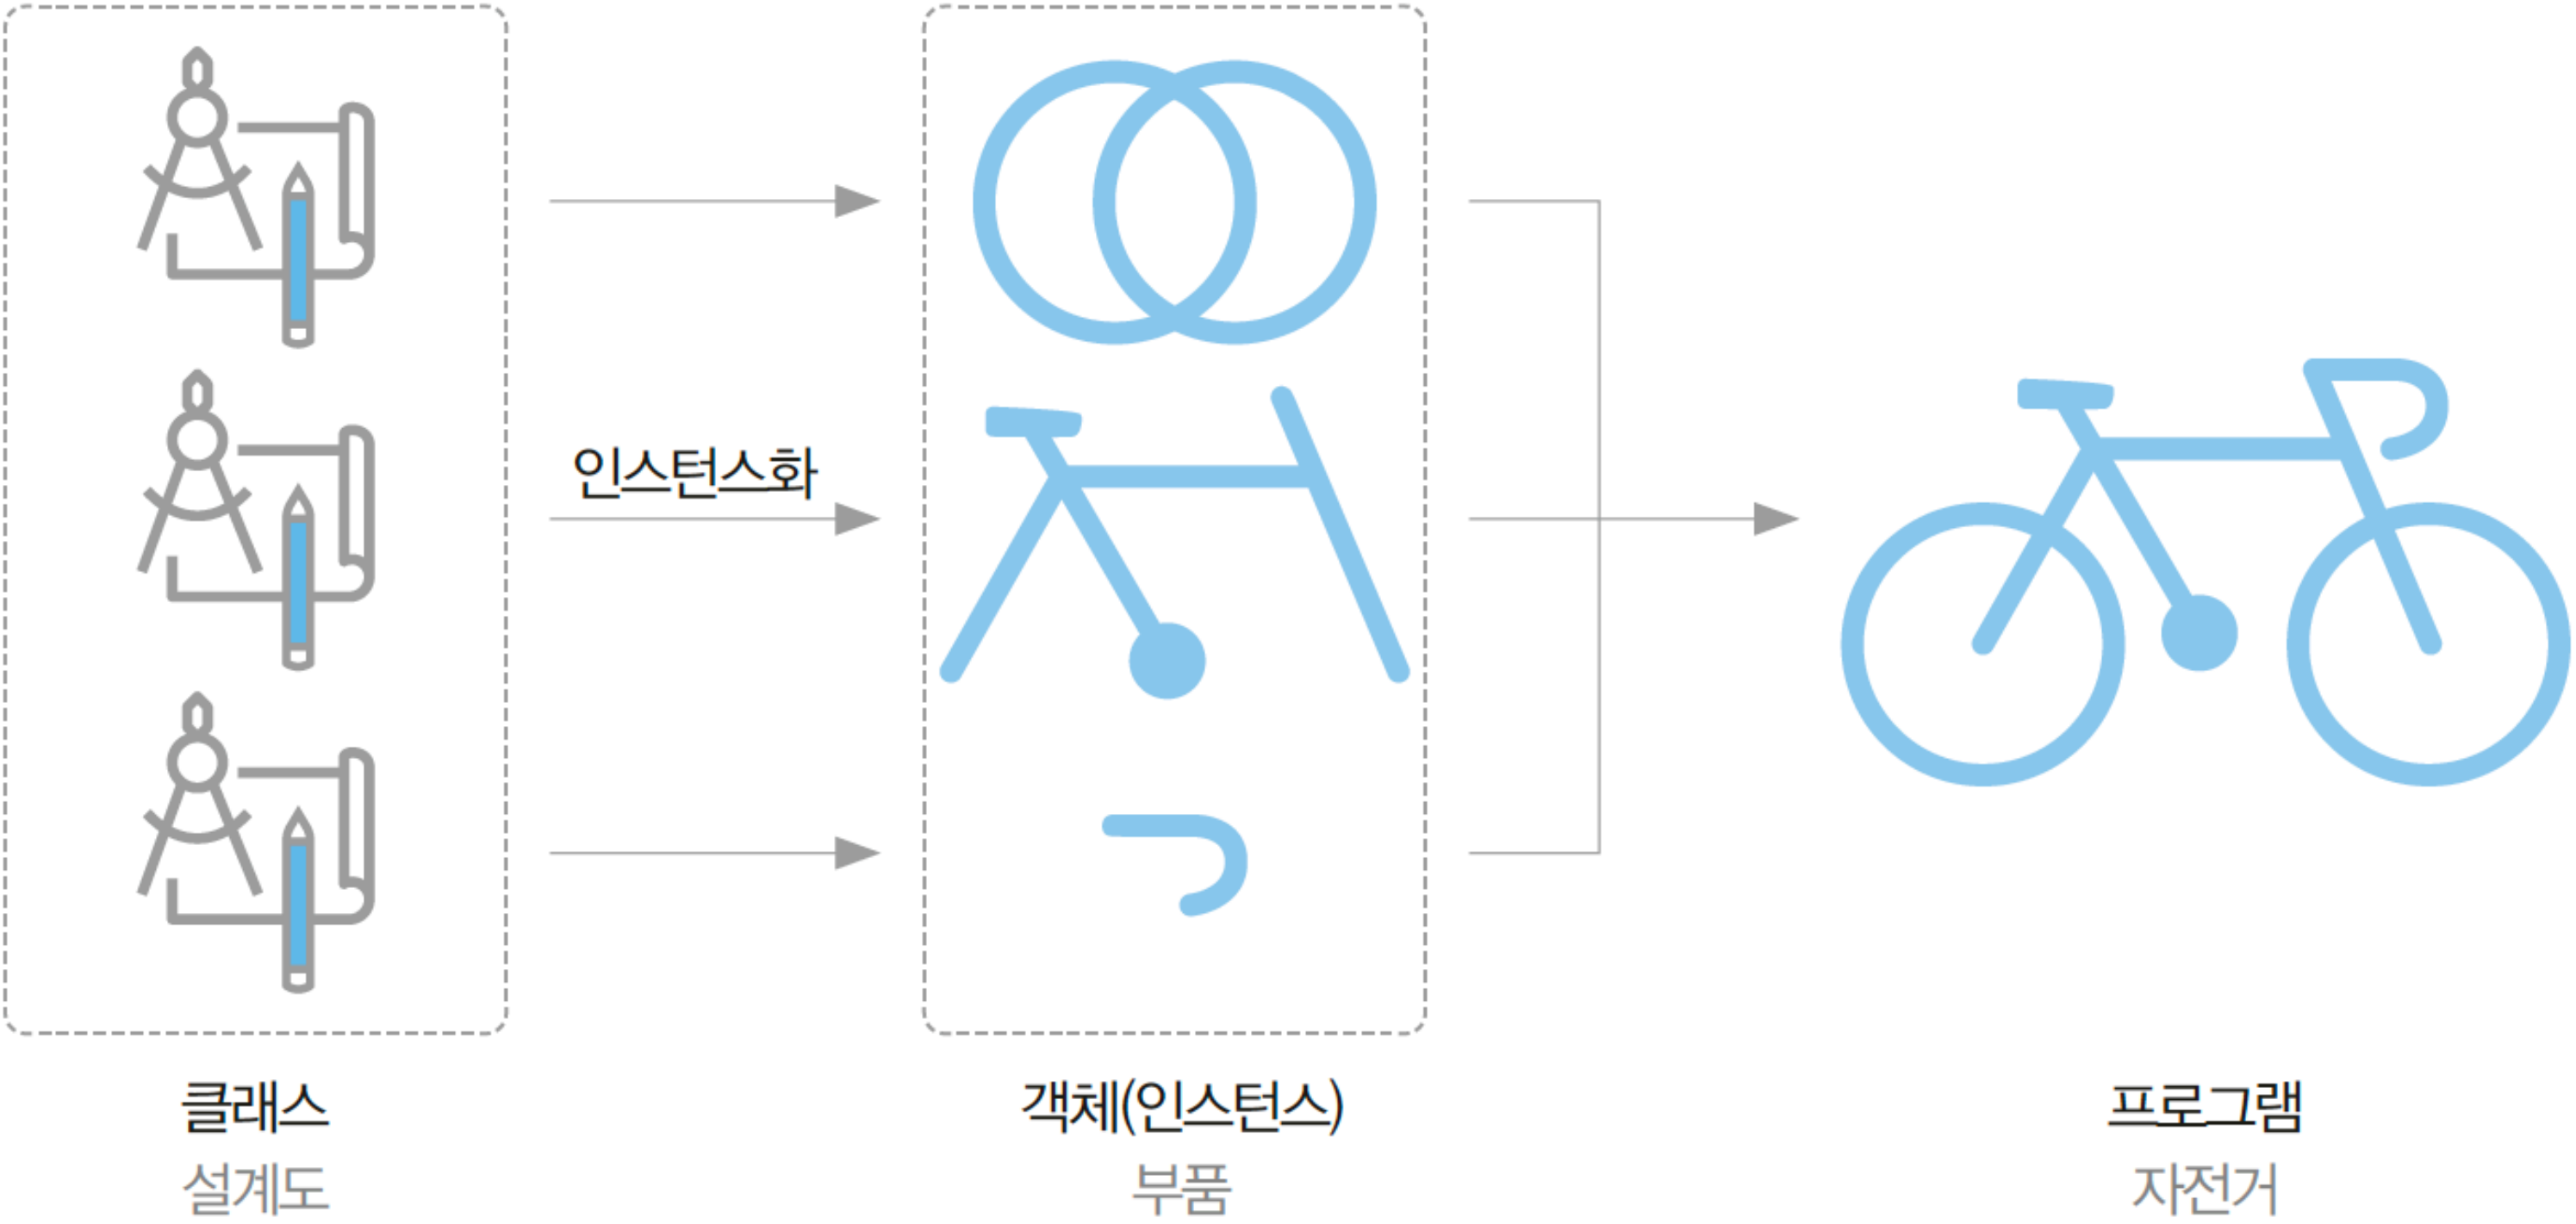 인스턴스화
클래스
설계도
객체(인스턴스)
부품
프로그램
자전거